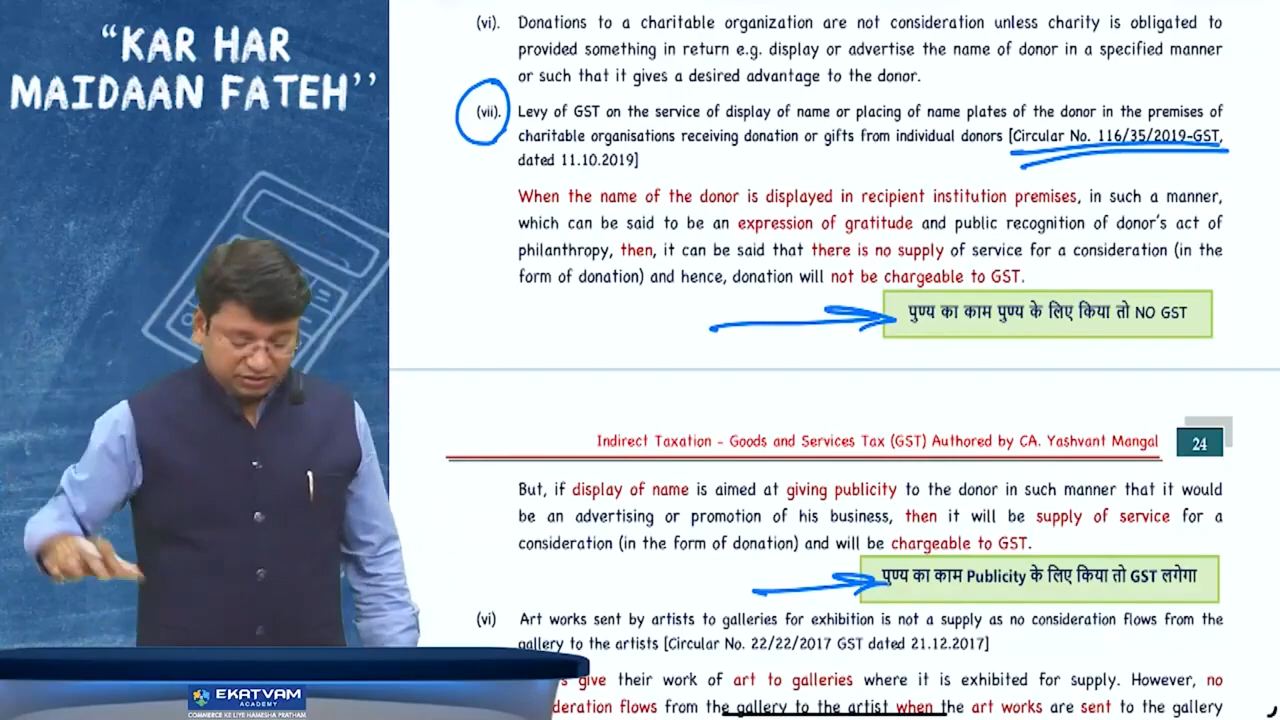 “KAR HAR
MAIDAAN FATEH’’
(vi). Donations to a charitable organization are not consideration unless charity is obligated to
provided something in return e.g. display or advertise the name of donor in a specified manner
or such that it gives a desired advantage to the donor.
(vii). Levy of GST on the service of display of name or placing of name plates of the donor in the premises of
charitable organisations receiving donation or gifts from individual donors [Circular No. 116/35/2019-GST,
dated 11.10.2019]
When the name of the donor is displayed in recipient institution premises, in such a manner,
which can be said to be an expression of gratitude and public recognition of donor’s act of
philanthropy, then, it can be said that there is no supply of service for a consideration (in the
form of donation) and hence, donation will not be chargeable to GST.
पुण्य का काम पुण्य के लिए किया तो NO GST
Indirect Taxation - Goods and Services Tax (GST) Authored by CA. Yashvant Mangal 24
But, if display of name is aimed at giving publicity to the donor in such manner that it would
be an advertising or promotion of his business, then it will be supply of service for a
consideration (in the form of donation) and will be chargeable to GST.
पुण्य का काम Publicity के लिए किया तो GST लगेगा
(vi) Art works sent by artists to galleries for exhibition is not a supply as no consideration flows from the
gallery to the artists [Circular No. 22/22/2017 GST dated 21.12.2017]
give their work of art to galleries where it is exhibited for supply. However, no
flows from the gallery to the artist when the art works are sent to the gallery
EKATVAM
ACADEMY
COMMERCE KE LIYE HAMESHA PRATHAM